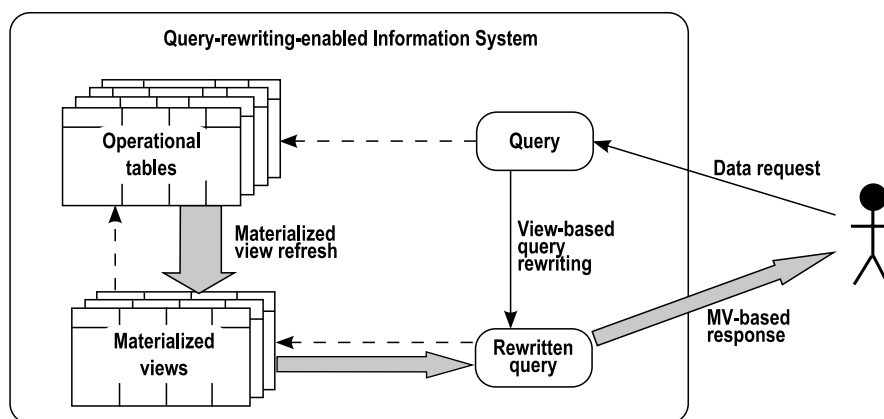 Query-rewriting-enabled Information System
Operational
tables
Query
Data request
Materialized
view refresh
View-based
query
rewriting
Materialized
views
Rewritten
query
MV-based
response